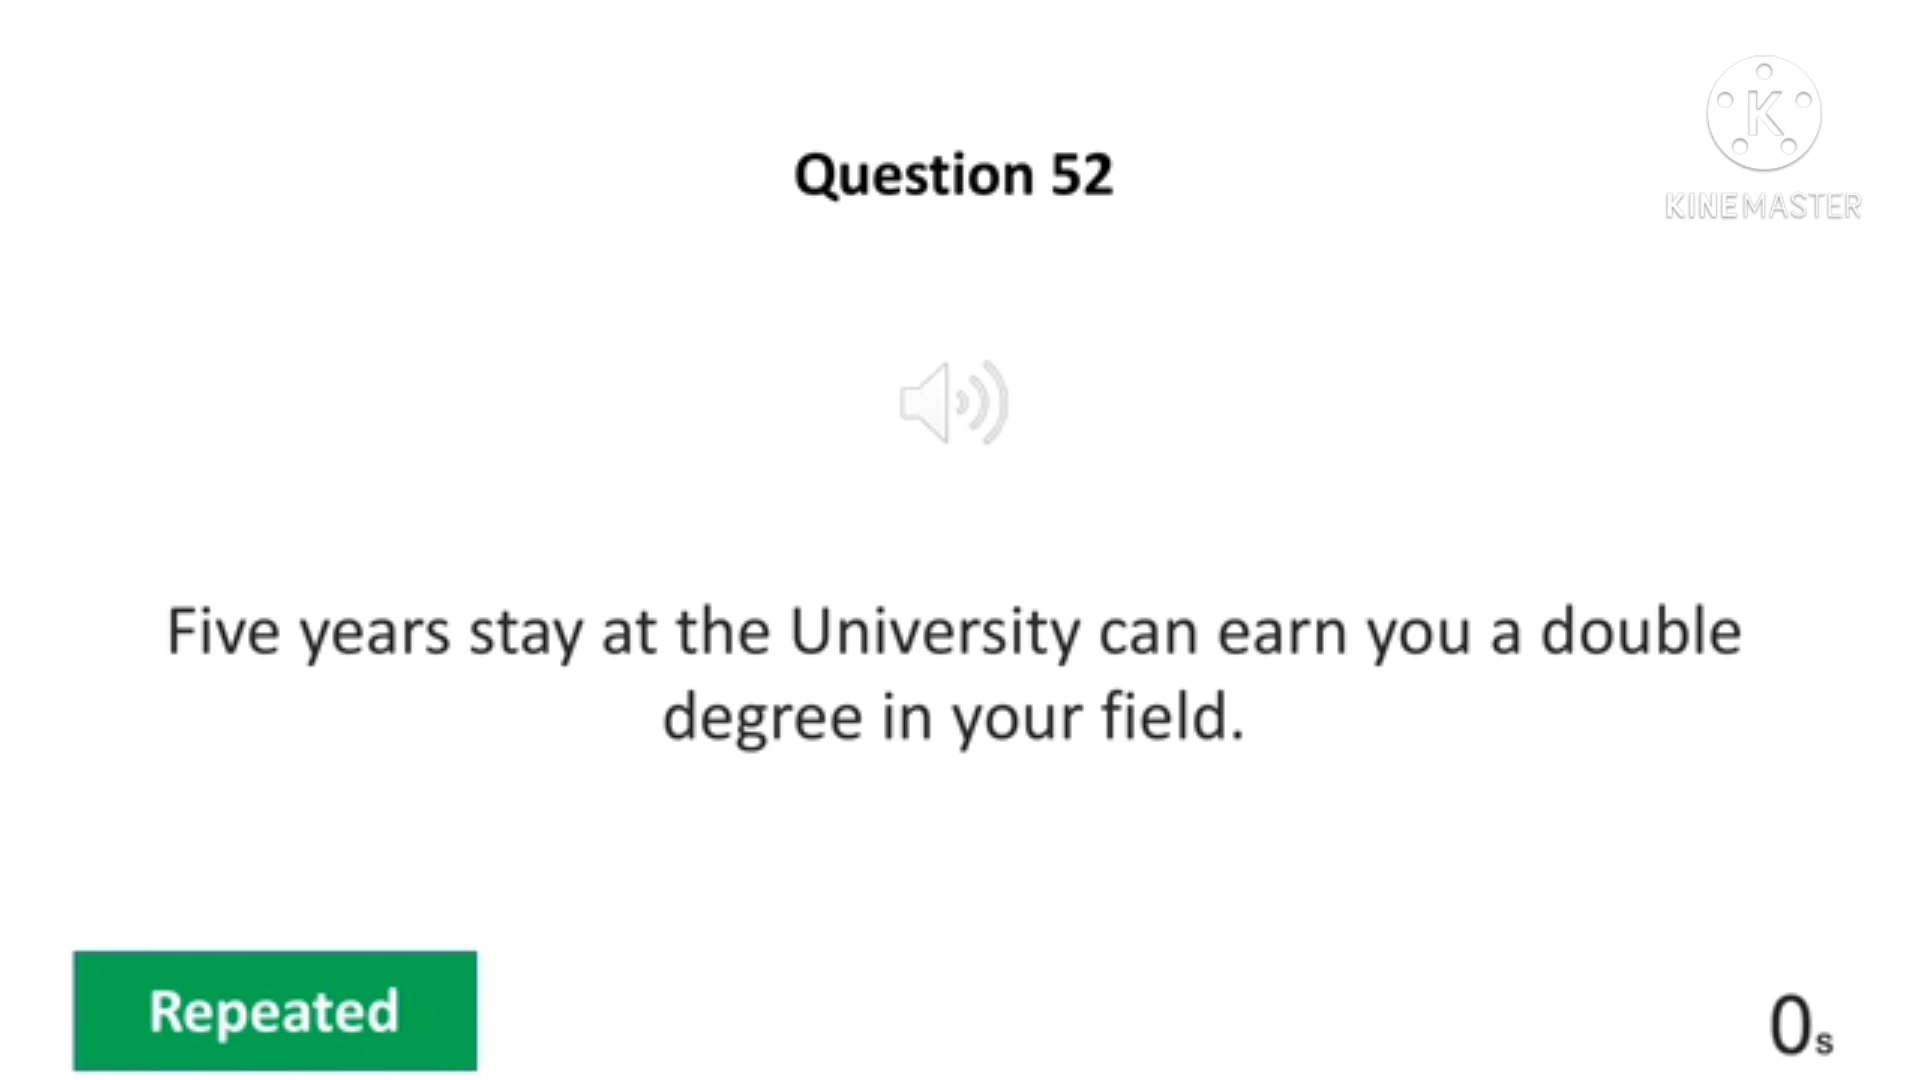 Question 52
K
KINEMASTER
Five years stay at the University can earn you a double
degree in your field.
Repeated
0s